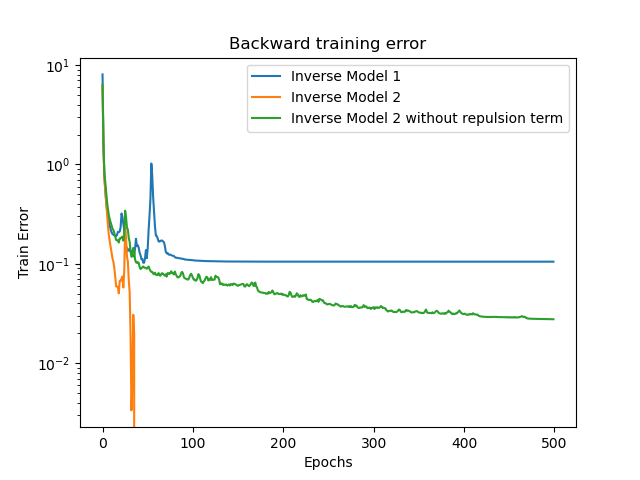 Backward training error
Inverse Model 1
Inverse Model 2
Inverse Model 2 without repulsion term
Train Error
10¹
10⁰
10⁻¹
10⁻²
0 100 200 300 400 500
Epochs